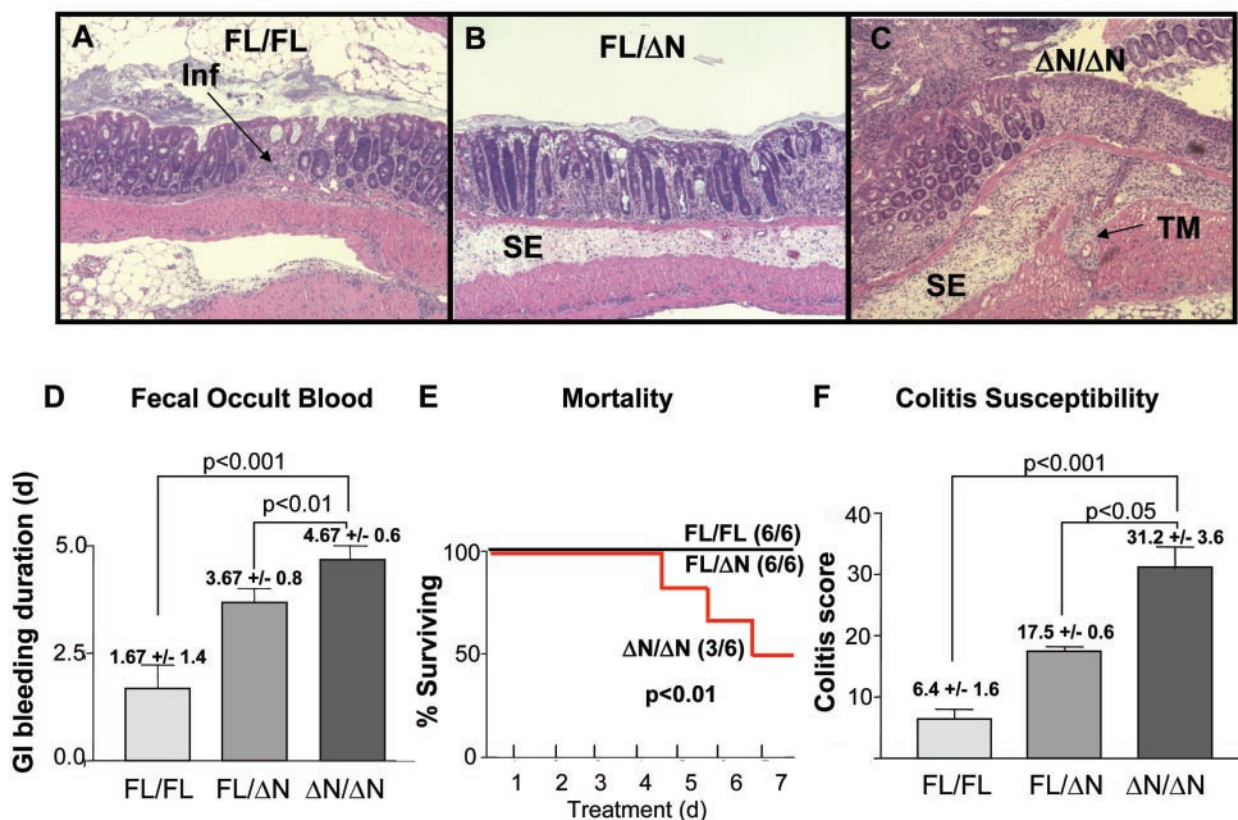 A
FL/FL
Inf
B
FL/ΔN
SE
C
ΔN/ΔN
TM
SE
D Fecal Occult Blood
GI bleeding duration (d)
p<0.001
p<0.01
4.67 +/- 0.6
5.0
3.67 +/- 0.8
2.5
1.67 +/- 1.4
0.0
FL/FL FL/ΔN ΔN/ΔN
E Mortality
% Surviving
FL/FL (6/6)
100
FL/ΔN (6/6)
ΔN/ΔN (3/6)
50
p<0.01
0
1 2 3 4 5 6 7
Treatment (d)
F Colitis Susceptibility
Colitis score
p<0.001
p<0.05
40
31.2 +/- 3.6
30
17.5 +/- 0.6
20
6.4 +/- 1.6
10
FL/FL FL/ΔN ΔN/ΔN